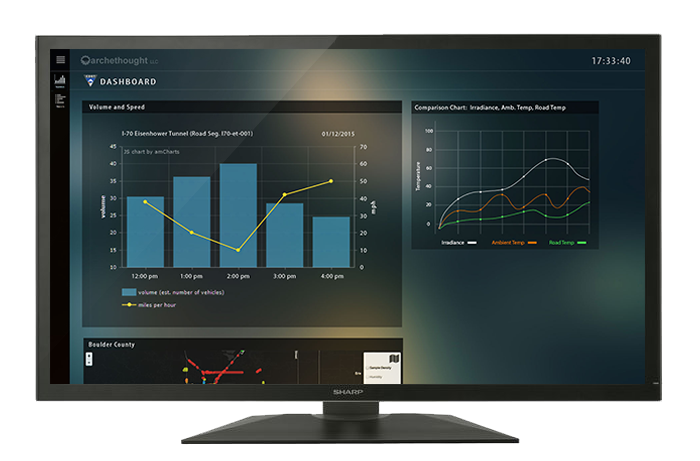 archethought LLC
17:33:40
DASHBOARD
Volume and Speed
I-70 Eisenhower Tunnel (Road Seg. I70-et-001)
01/12/2015
JS chart by amCharts
45
40
35
30
25
20
15
10
volume
70
60
50
40
30
20
10
0
mph
12:00 pm
1:00 pm
2:00 pm
3:00 pm
4:00 pm
volume (est. number of vehicles)
miles per hour
Comparison Chart: Irradiance, Amb. Temp, Road Temp
100
80
60
40
20
0
Temperature
Irradiance
Ambient Temp
Road Temp
Boulder County
Erie
Sample Density
Humidity
SHARP